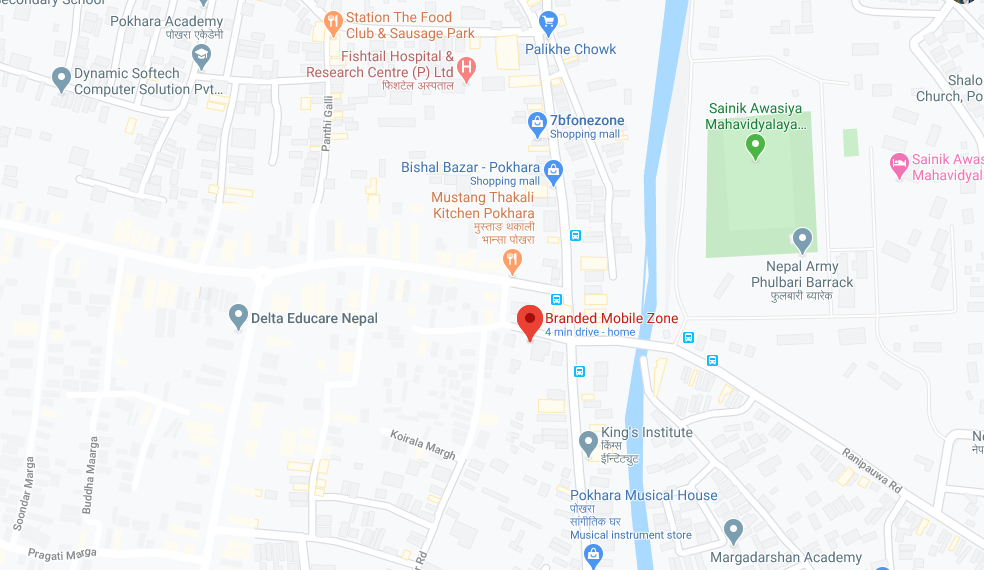 condary School
Pokhara Academy
पोखरा एकेडेमी
Station The Food
Club & Sausage Park
Palikhe Chowk
Fishtail Hospital &
Research Centre (P) Ltd
फिशटेल अस्पताल
Dynamic Softech
Computer Solution Pvt...
Shalo
Church, Po
Panthi Galli
7bfonezone
Shopping mall
Sainik Awasiya
Mahavidyalaya...
Bishal Bazar - Pokhara
Shopping mall
Sainik Awas
Mahavidyal
Mustang Thakali
Kitchen Pokhara
मुस्ताङ थकाली
भान्सा पोखरा
Nepal Army
Phulbari Barrack
फुलबारी ब्यारेक
Delta Educare Nepal
Branded Mobile Zone
4 min drive - home
Koirala Margh
King's Institute
किंग्स
ईन्टिट्युट
Ne
नेप
Ranipauwa Rd
Soondar Marga
Buddha Maarga
Pokhara Musical House
पोखरा
सांगीतिक घर
Musical instrument store
Pragati Marga
r Rd
Margadarshan Academy